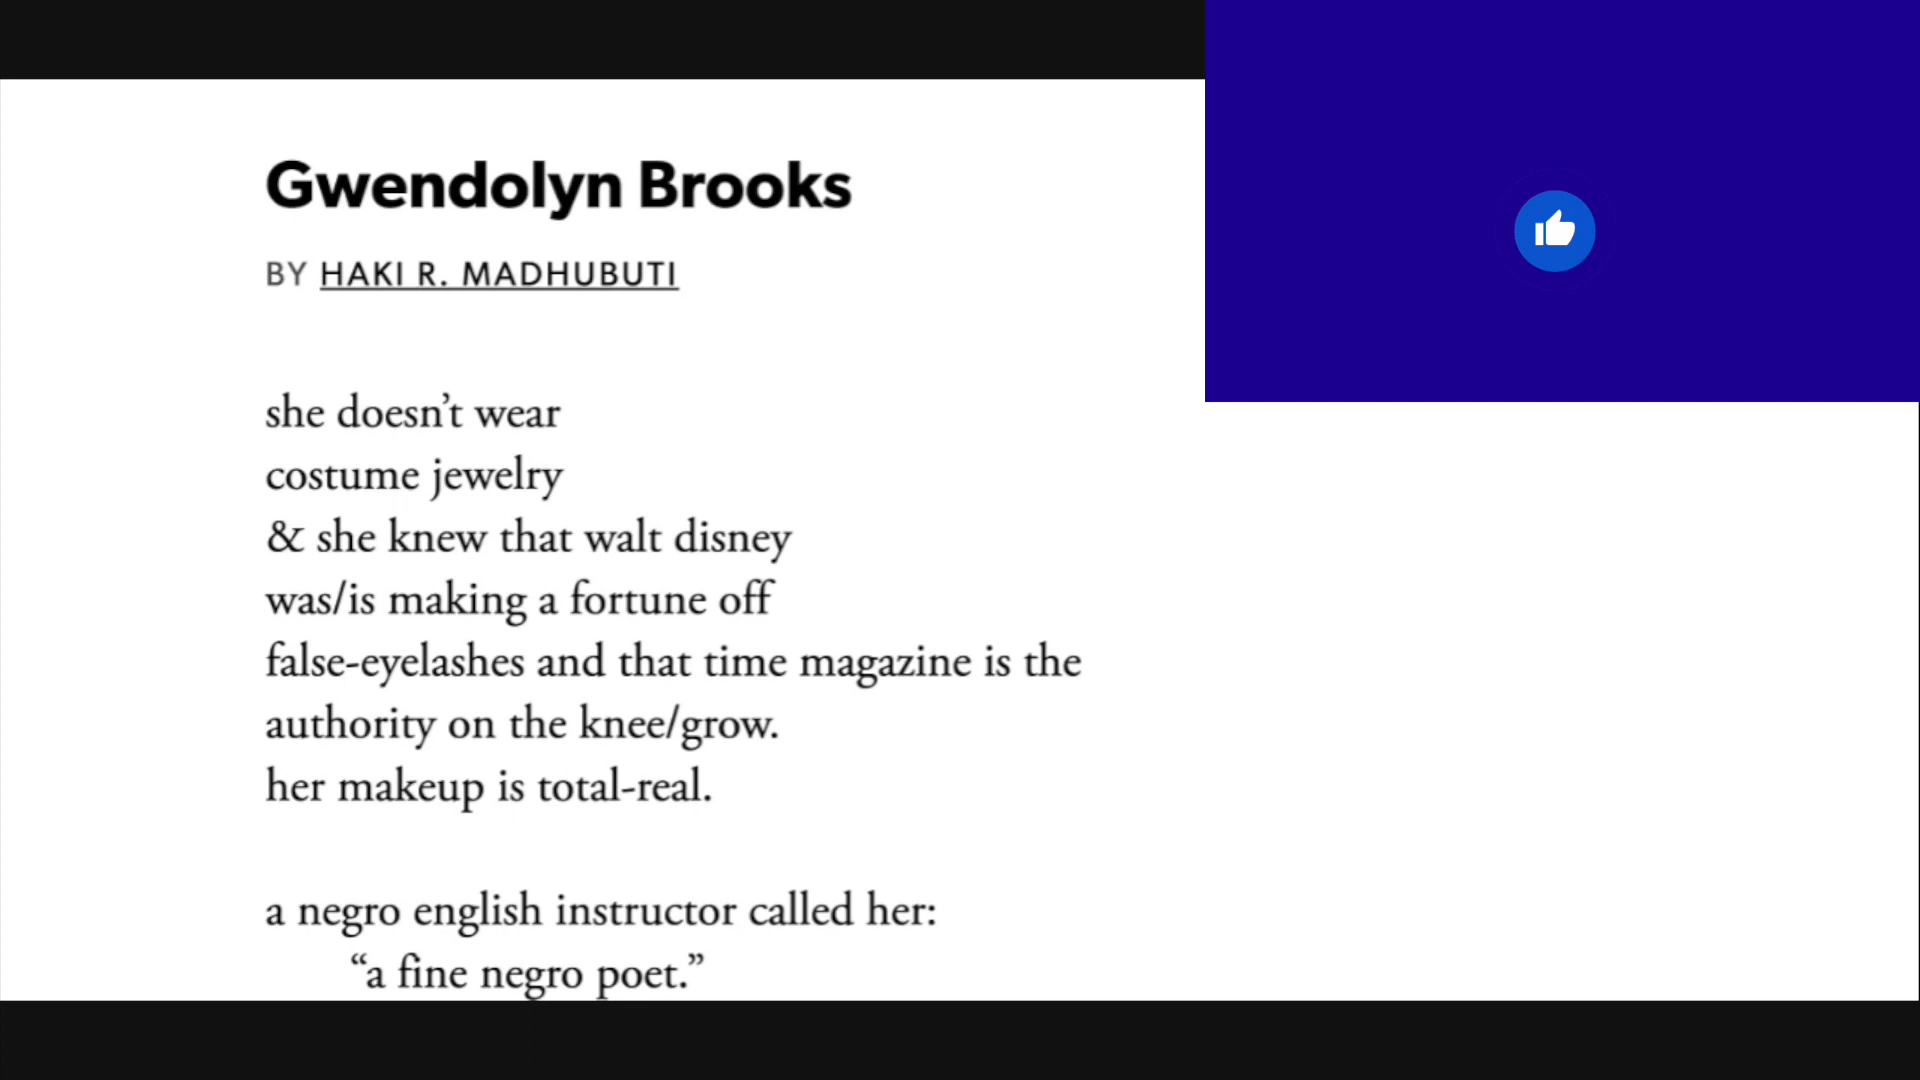 Gwendolyn Brooks
BY HAKI R. MADHUBUTI
she doesn’t wear
costume jewelry
& she knew that walt disney
was/is making a fortune off
false-eyelashes and that time magazine is the
authority on the knee/grow.
her makeup is total-real.
a negro english instructor called her:
“a fine negro poet.”